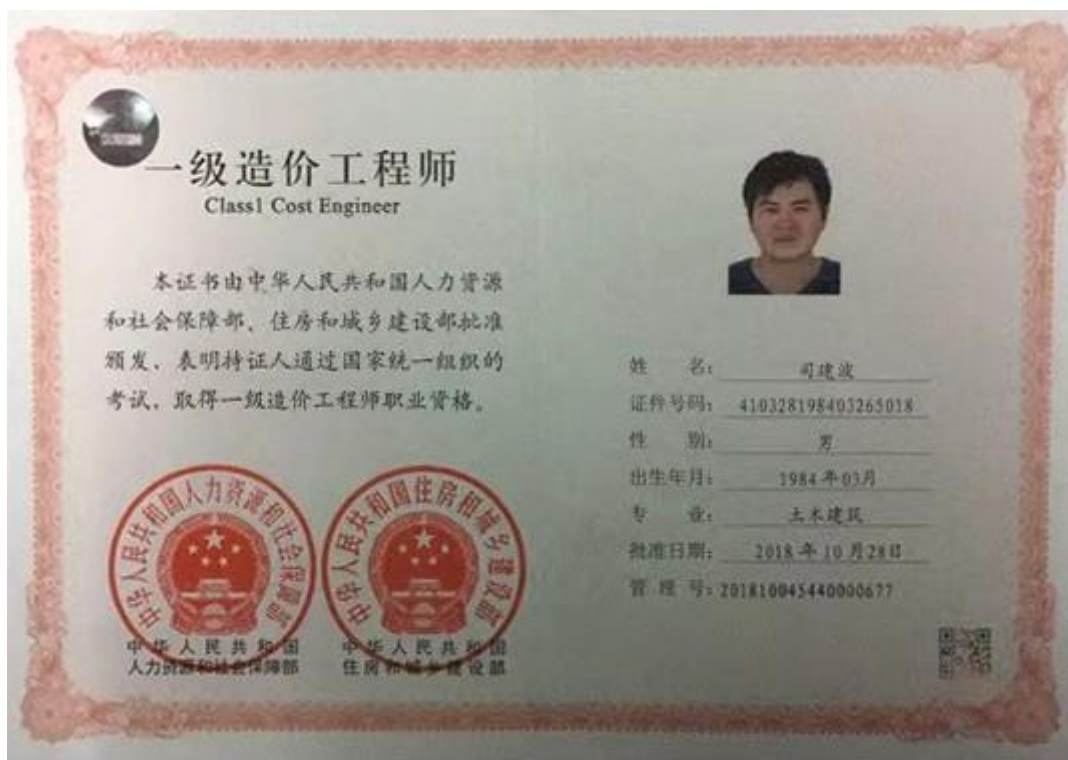 一级造价工程师
Class1 Cost Engineer
本证书由中华人民共和国人力资源
和社会保障部、住房和城乡建设部批准
颁发，表明持证人通过国家统一组织的
考试，取得一级造价工程师职业资格。
中华人民共和国人力资源和社会保障部
中华人民共和国住房和城乡建设部
中华人民共和国
人力资源和社会保障部
中华人民共和国
住房和城乡建设部
姓 名： 司建波
证件号码： 410328198403265018
性 别： 男
出生年月： 1984年03月
专 业： 土木建筑
批准日期： 2018年10月28日
管 理 号：201810045440000677